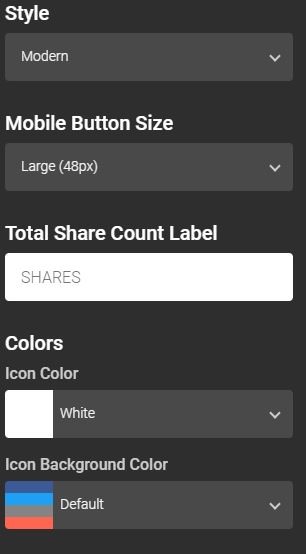 Style
Modern
Mobile Button Size
Large (48px)
Total Share Count Label
SHARES
Colors
Icon Color
White
Icon Background Color
Default